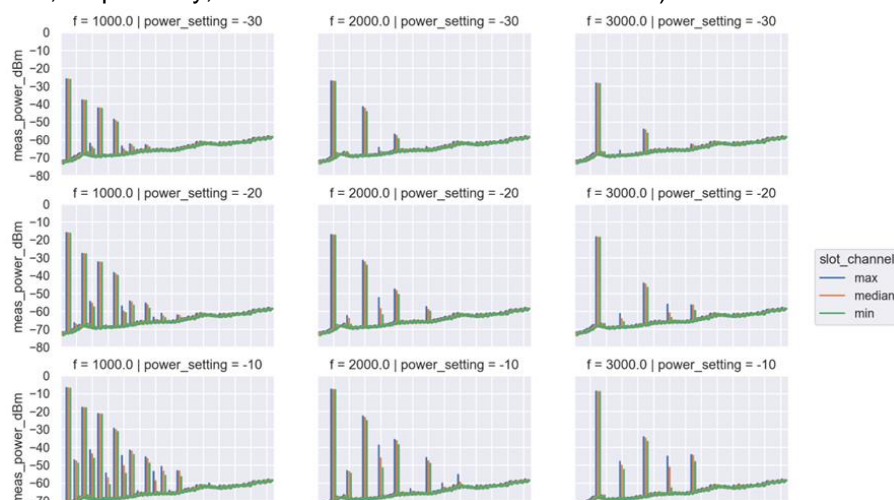 f = 1000.0 | power_setting = -30
f = 2000.0 | power_setting = -30
f = 3000.0 | power_setting = -30
meas_power_dBm
0
−10
−20
−30
−40
−50
−60
−70
−80
f = 1000.0 | power_setting = -20
f = 2000.0 | power_setting = -20
f = 3000.0 | power_setting = -20
meas_power_dBm
0
−10
−20
−30
−40
−50
−60
−70
−80
slot_channel
max
median
min
f = 1000.0 | power_setting = -10
f = 2000.0 | power_setting = -10
f = 3000.0 | power_setting = -10
meas_power_dBm
0
−10
−20
−30
−40
−50
−60
−70